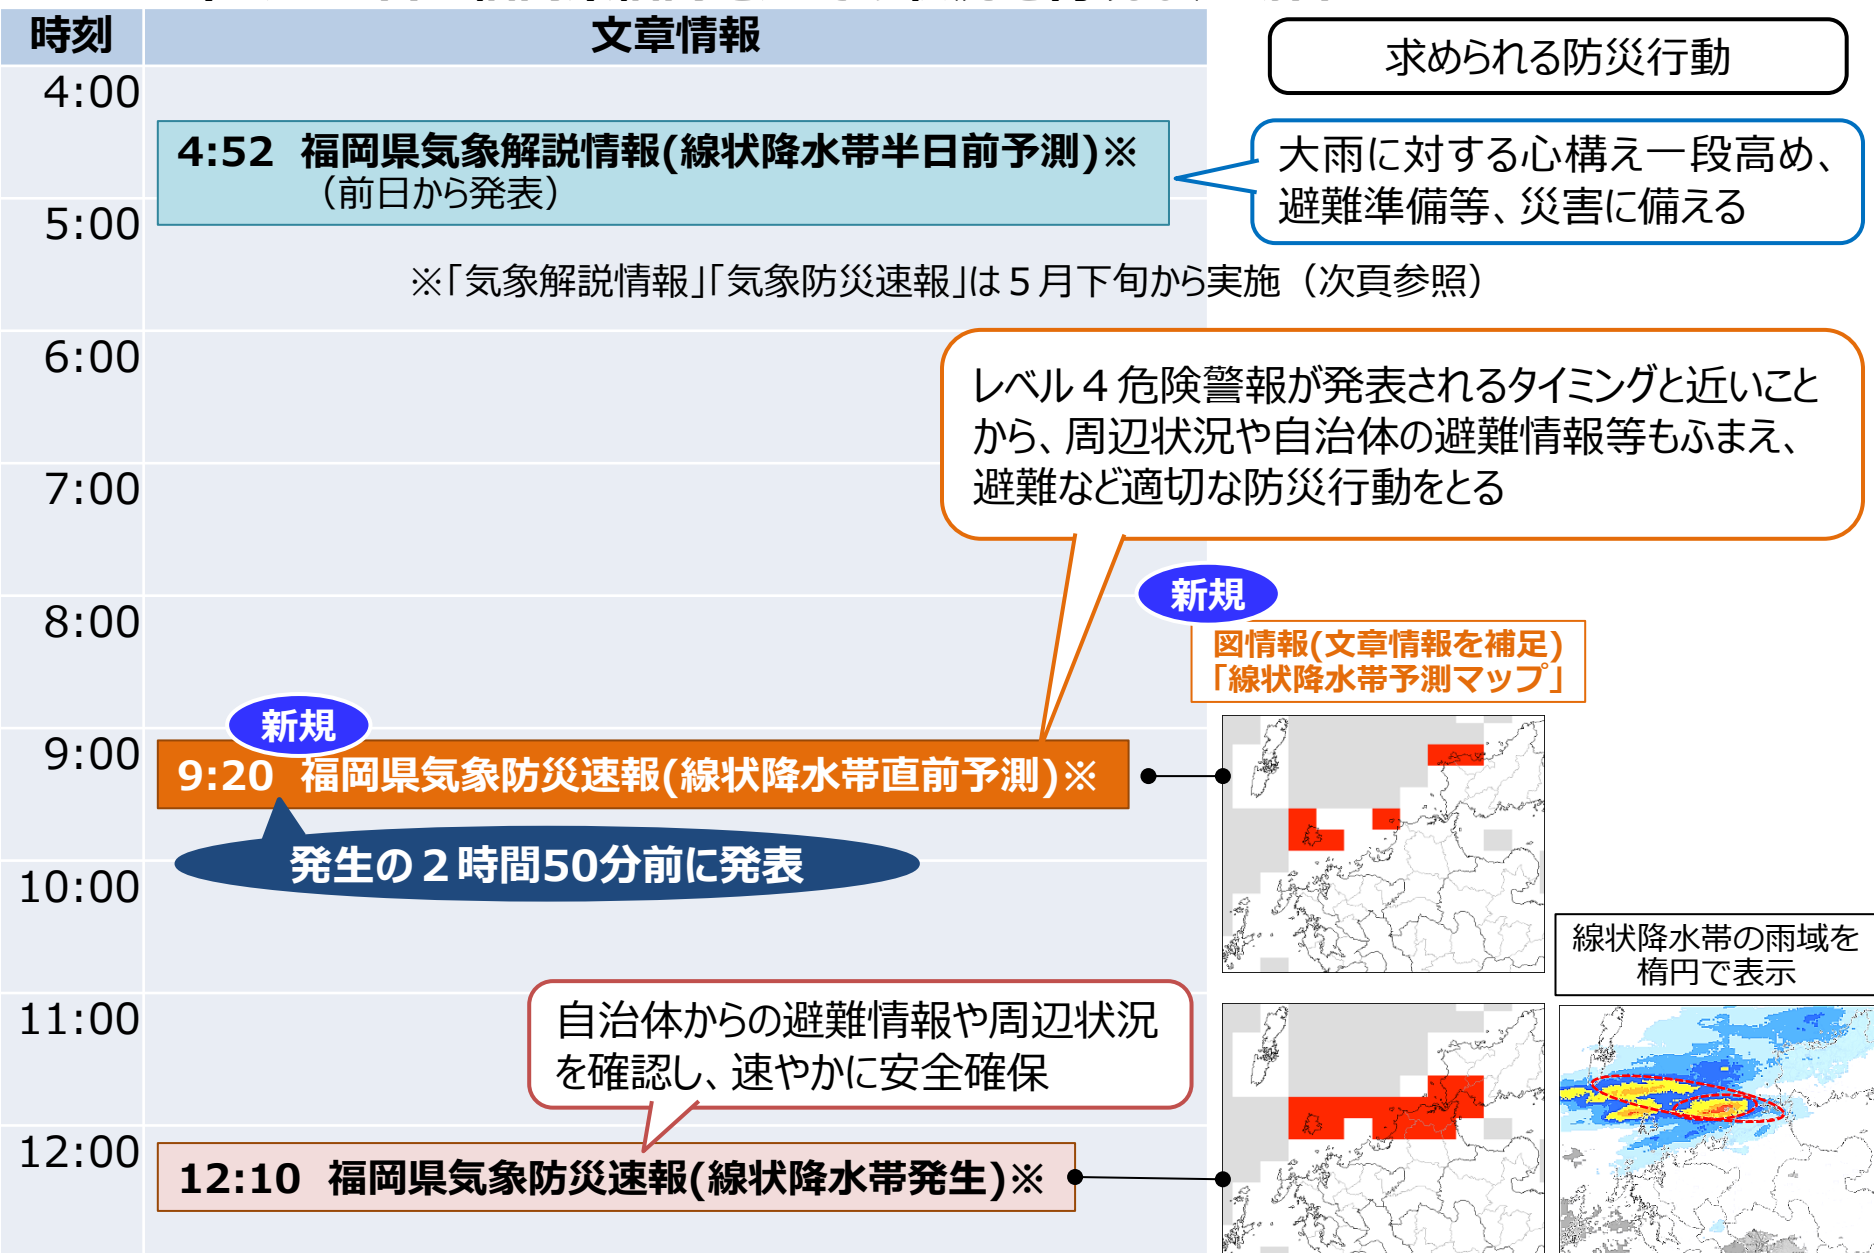 時刻
文章情報
求められる防災行動
4:00
4:52 福岡県気象解説情報(線状降水帯半日前予測)※
（前日から発表）
大雨に対する心構え一段高め、
避難準備等、災害に備える
5:00
※「気象解説情報」「気象防災速報」は５月下旬から実施（次頁参照）
6:00
レベル４危険警報が発表されるタイミングと近いこと
から、周辺状況や自治体の避難情報等もふまえ、
避難など適切な防災行動をとる
7:00
8:00
新規
図情報(文章情報を補足)
「線状降水帯予測マップ」
新規
9:00
9:20 福岡県気象防災速報(線状降水帯直前予測)※
発生の２時間50分前に発表
10:00
線状降水帯の雨域を
楕円で表示
11:00
自治体からの避難情報や周辺状況
を確認し、速やかに安全確保
12:00
12:10 福岡県気象防災速報(線状降水帯発生)※